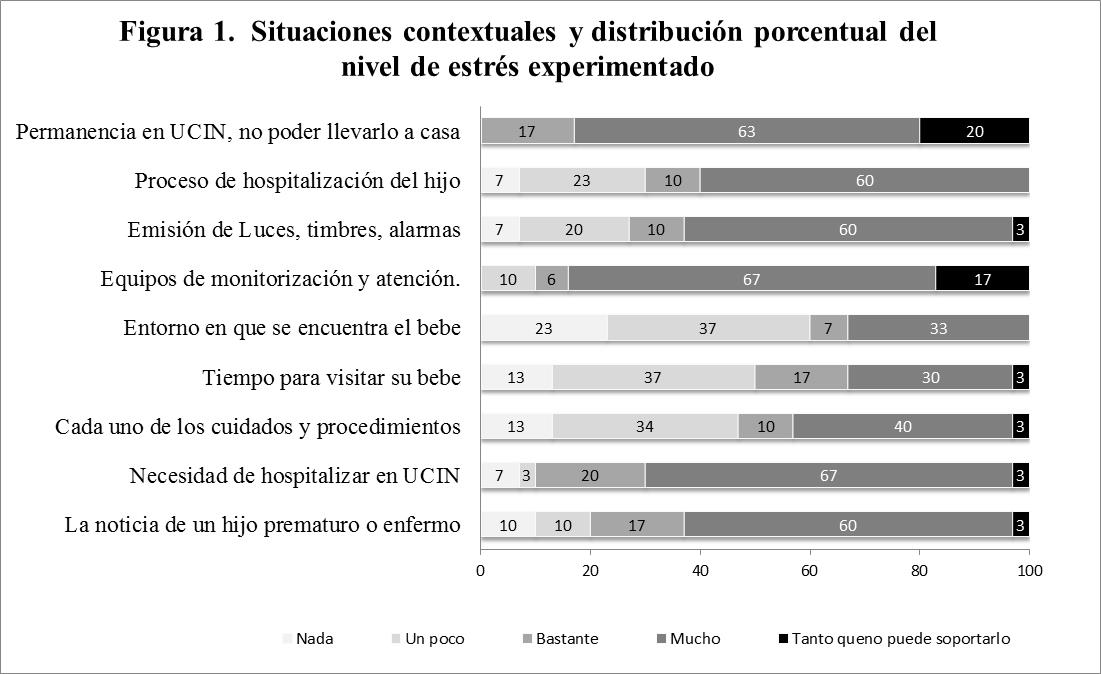 Figura 1. Situaciones contextuales y distribución porcentual del
nivel de estrés experimentado
Permanencia en UCIN, no poder llevarlo a casa 17 63 20
Proceso de hospitalización del hijo 7 23 10 60
Emisión de Luces, timbres, alarmas 7 20 10 60 3
Equipos de monitorización y atención. 10 6 67 17
Entorno en que se encuentra el bebe 23 37 7 33
Tiempo para visitar su bebe 13 37 17 30 3
Cada uno de los cuidados y procedimientos 13 34 10 40 3
Necesidad de hospitalizar en UCIN 7 3 20 67 3
La noticia de un hijo prematuro o enfermo 10 10 17 60 3
0 20 40 60 80 100
Nada Un poco Bastante Mucho Tanto queno puede soportarlo